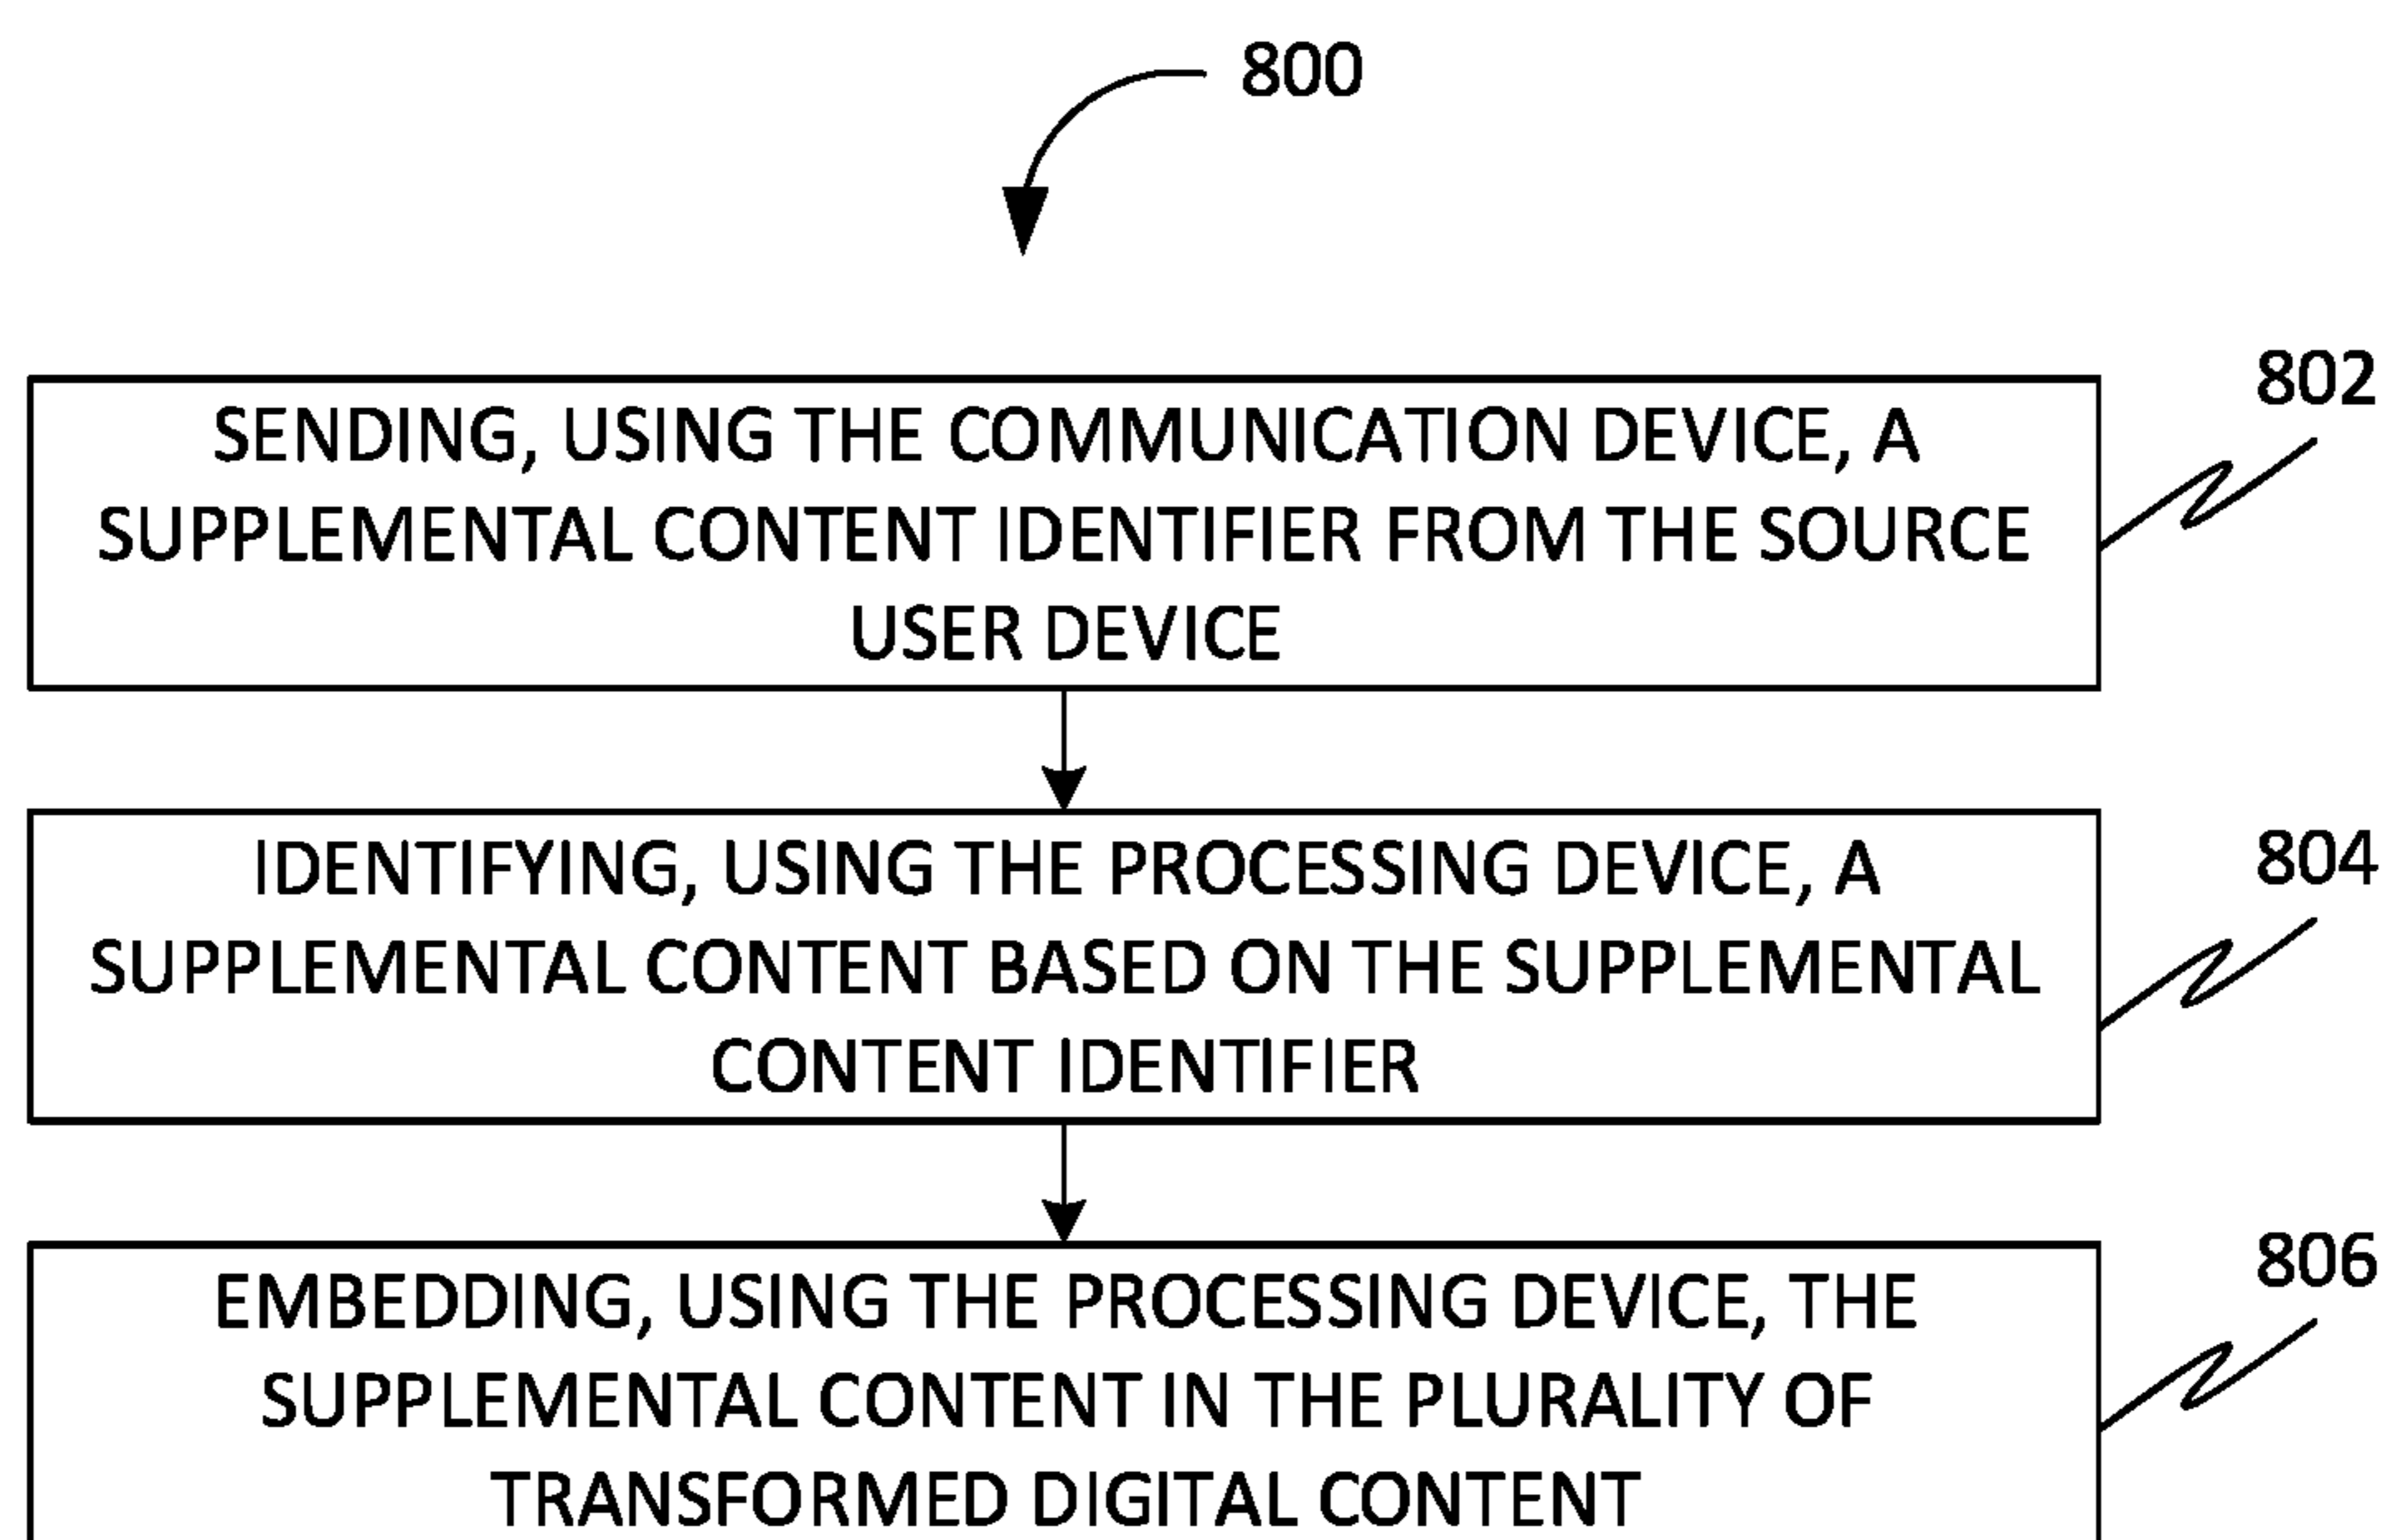 800
802
SENDING, USING THE COMMUNICATION DEVICE, A
SUPPLEMENTAL CONTENT IDENTIFIER FROM THE SOURCE
USER DEVICE
804
IDENTIFYING, USING THE PROCESSING DEVICE, A
SUPPLEMENTAL CONTENT BASED ON THE SUPPLEMENTAL
CONTENT IDENTIFIER
806
EMBEDDING, USING THE PROCESSING DEVICE, THE
SUPPLEMENTAL CONTENT IN THE PLURALITY OF
TRANSFORMED DIGITAL CONTENT